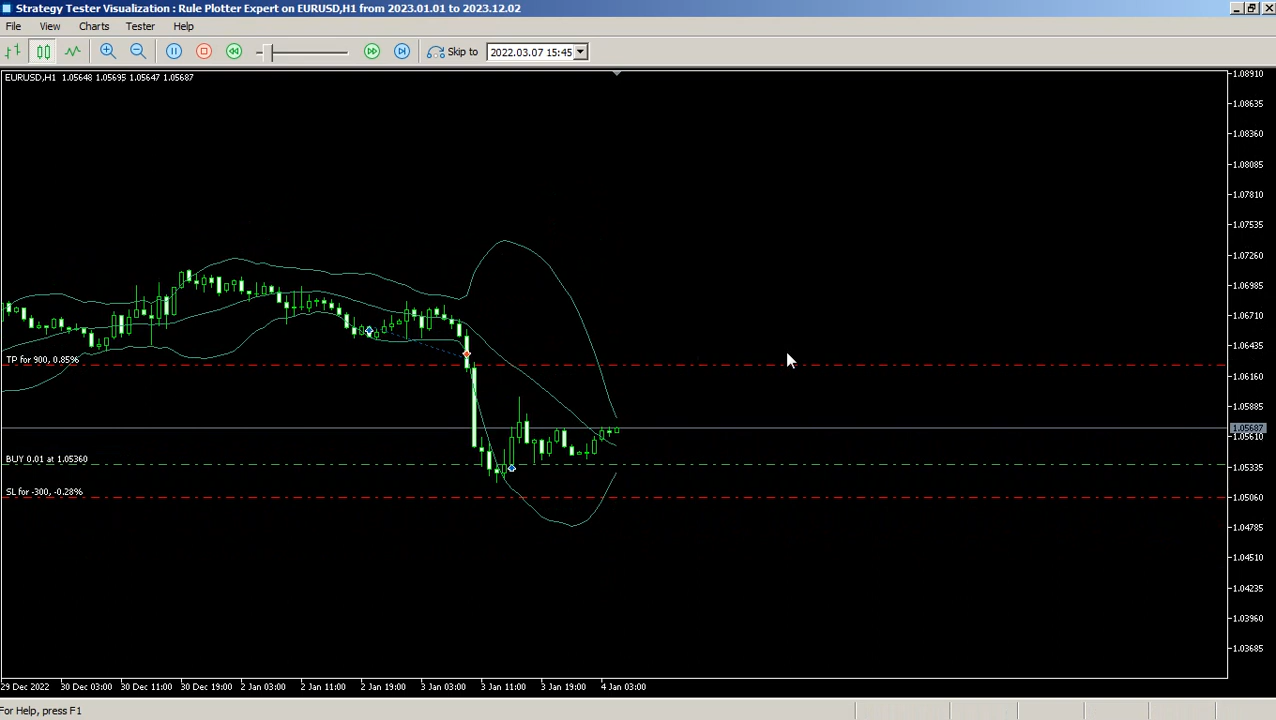 Strategy Tester Visualization : Rule Plotter Expert on EURUSD,H1 from 2023.01.01 to 2023.12.02
File View Charts Tester Help
Skip to 2022.03.07 15:45
EURUSD,H1 1.05648 1.05695 1.05647 1.05687
1.08910
1.08635
1.08360
1.08085
1.07810
1.07535
1.07260
1.06985
1.06710
1.06435
TP for 900, 0.85%
1.06160
1.05885
1.05687
1.05610
BUY 0.01 at 1.05360
1.05335
SL for -300, -0.28%
1.05060
1.04785
1.04510
1.04235
1.03960
1.03685
29 Dec 2022 30 Dec 03:00 30 Dec 11:00 30 Dec 19:00 2 Jan 03:00 2 Jan 11:00 2 Jan 19:00 3 Jan 03:00 3 Jan 11:00 3 Jan 19:00 4 Jan 03:00
For Help, press F1